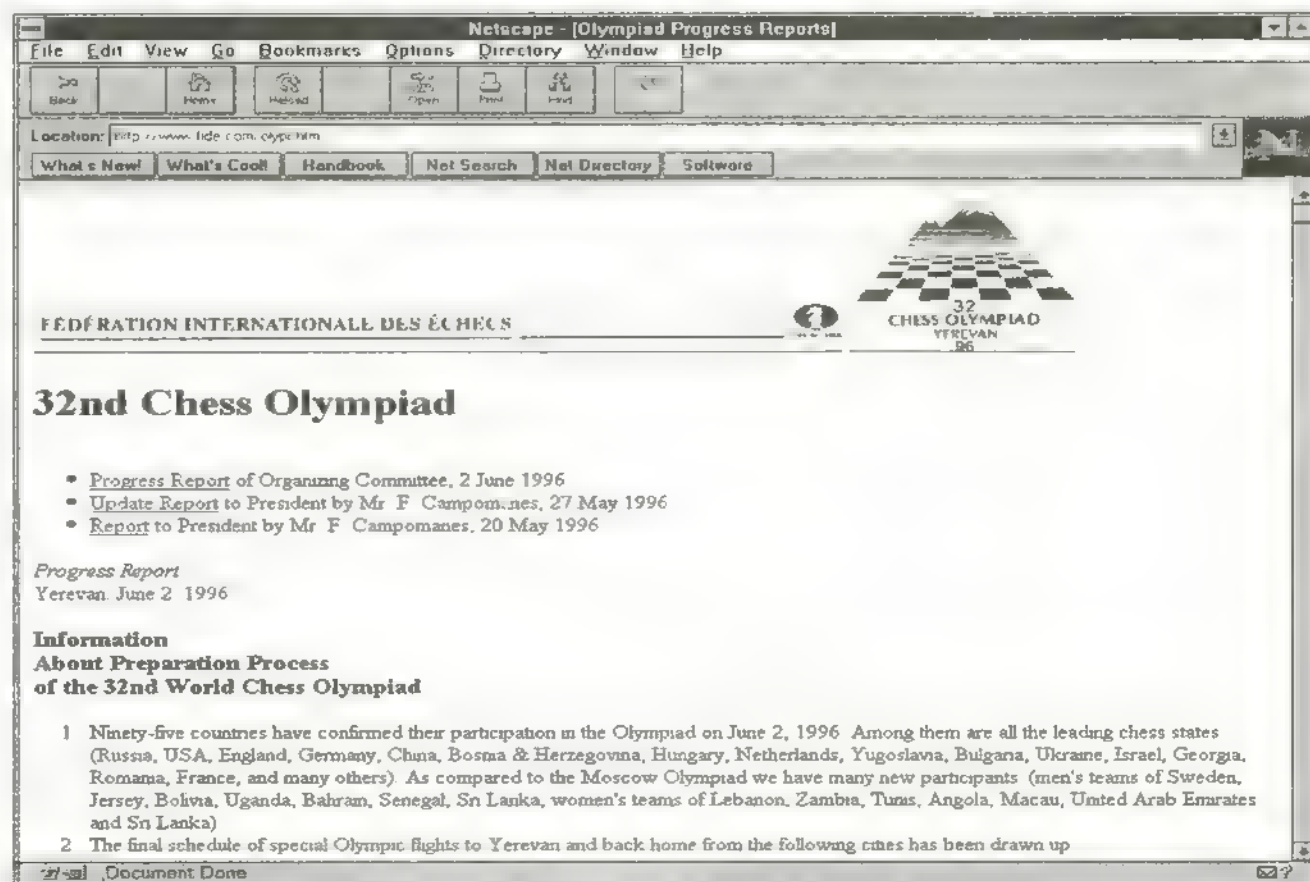 Netscape - [Olympiad Progress Reports]
File Edit View Go Bookmarks Options Directory Window Help
Back Home Reload Open Print Find
Location: http://www.fide.com/
What's New! What's Cool! Handbook Net Search Net Directory Software
32
CHESS OLYMPIAD
YEREVAN
96
FÉDÉRATION INTERNATIONALE DES ÉCHECS
32nd Chess Olympiad
• Progress Report of Organizing Committee, 2 June 1996
• Update Report to President by Mr F Campomanes, 27 May 1996
• Report to President by Mr F Campomanes, 20 May 1996
Progress Report
Yerevan June 2 1996
Information
About Preparation Process
of the 32nd World Chess Olympiad
1 Ninety-five countries have confirmed their participation in the Olympiad on June 2, 1996 Among them are all the leading chess states
(Russia, USA, England, Germany, China, Bosnia & Herzegovina, Hungary, Netherlands, Yugoslavia, Bulgaria, Ukraine, Israel, Georgia,
Romania, France, and many others). As compared to the Moscow Olympiad we have many new participants (men's teams of Sweden,
Jersey, Bolivia, Uganda, Bahrain, Senegal, Sri Lanka, women's teams of Lebanon, Zambia, Tunis, Angola, Macau, United Arab Emirates
and Sri Lanka)
2 The final schedule of special Olympic flights to Yerevan and back home from the following cities has been drawn up
Document Done